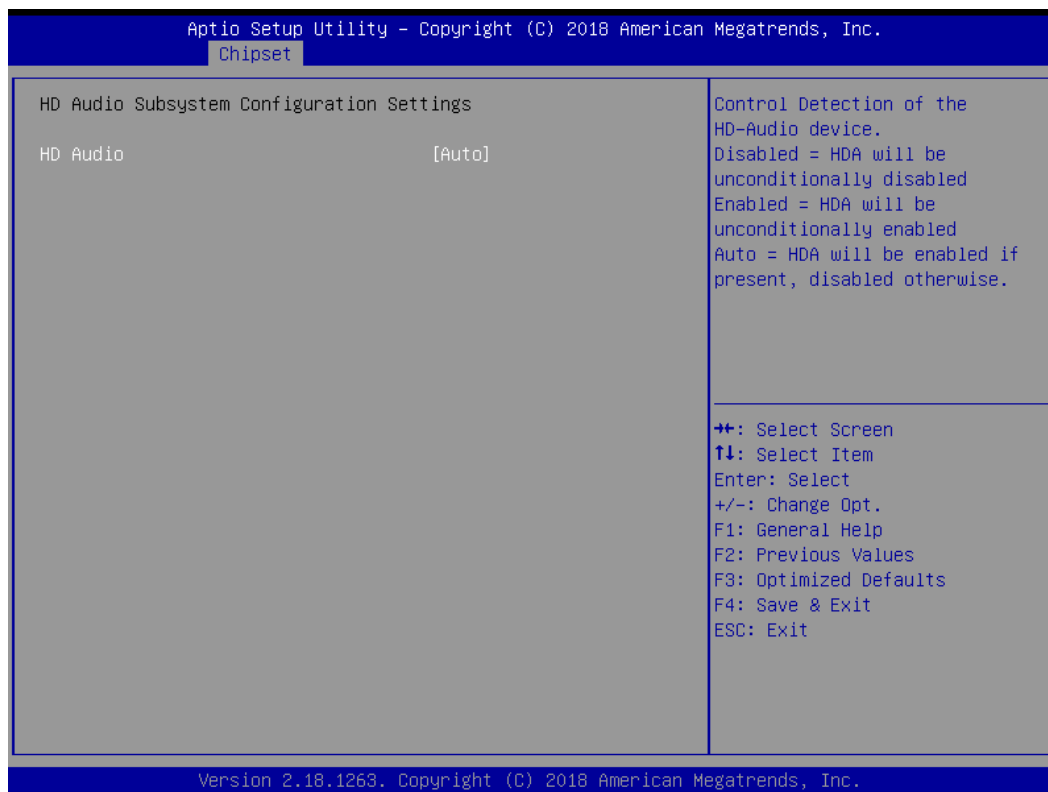 Aptio Setup Utility – Copyright (C) 2018 American Megatrends, Inc.
Chipset
HD Audio Subsystem Configuration Settings
HD Audio [Auto]
Control Detection of the
HD-Audio device.
Disabled = HDA will be
unconditionally disabled
Enabled = HDA will be
unconditionally enabled
Auto = HDA will be enabled if
present, disabled otherwise.
→←: Select Screen
↑↓: Select Item
Enter: Select
+/-: Change Opt.
F1: General Help
F2: Previous Values
F3: Optimized Defaults
F4: Save & Exit
ESC: Exit
Version 2.18.1263. Copyright (C) 2018 American Megatrends, Inc.